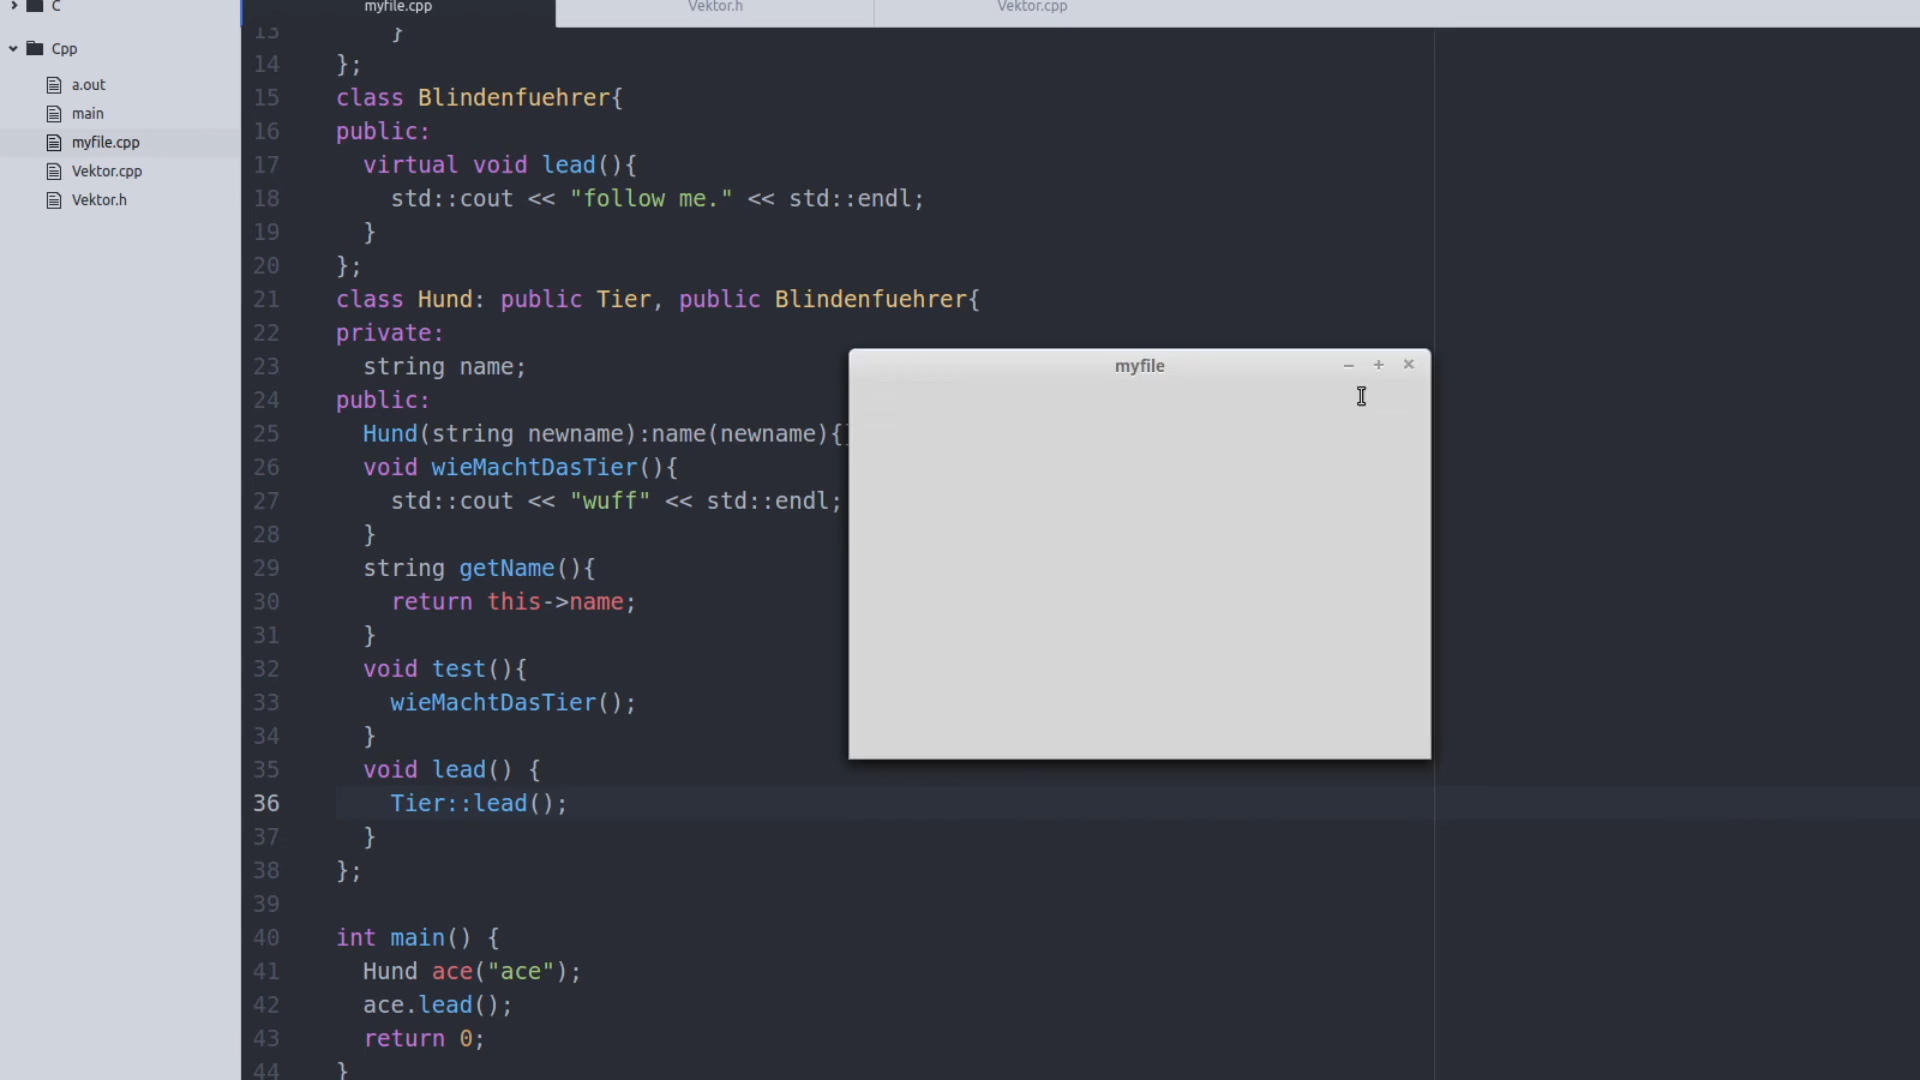 C
Cpp
a.out
main
myfile.cpp
Vektor.cpp
Vektor.h
myfile.cpp Vektor.h Vektor.cpp
13 }
14 };
15 class Blindenfuehrer{
16 public:
17 virtual void lead(){
18 std::cout << "follow me." << std::endl;
19 }
20 };
21 class Hund: public Tier, public Blindenfuehrer{
22 private:
23 string name;
24 public:
25 Hund(string newname):name(newname){
26 void wieMachtDasTier(){
27 std::cout << "wuff" << std::endl;
28 }
29 string getName(){
30 return this->name;
31 }
32 void test(){
33 wieMachtDasTier();
34 }
35 void lead() {
36 Tier::lead();
37 }
38 };
39
40 int main() {
41 Hund ace("ace");
42 ace.lead();
43 return 0;
44 }
myfile